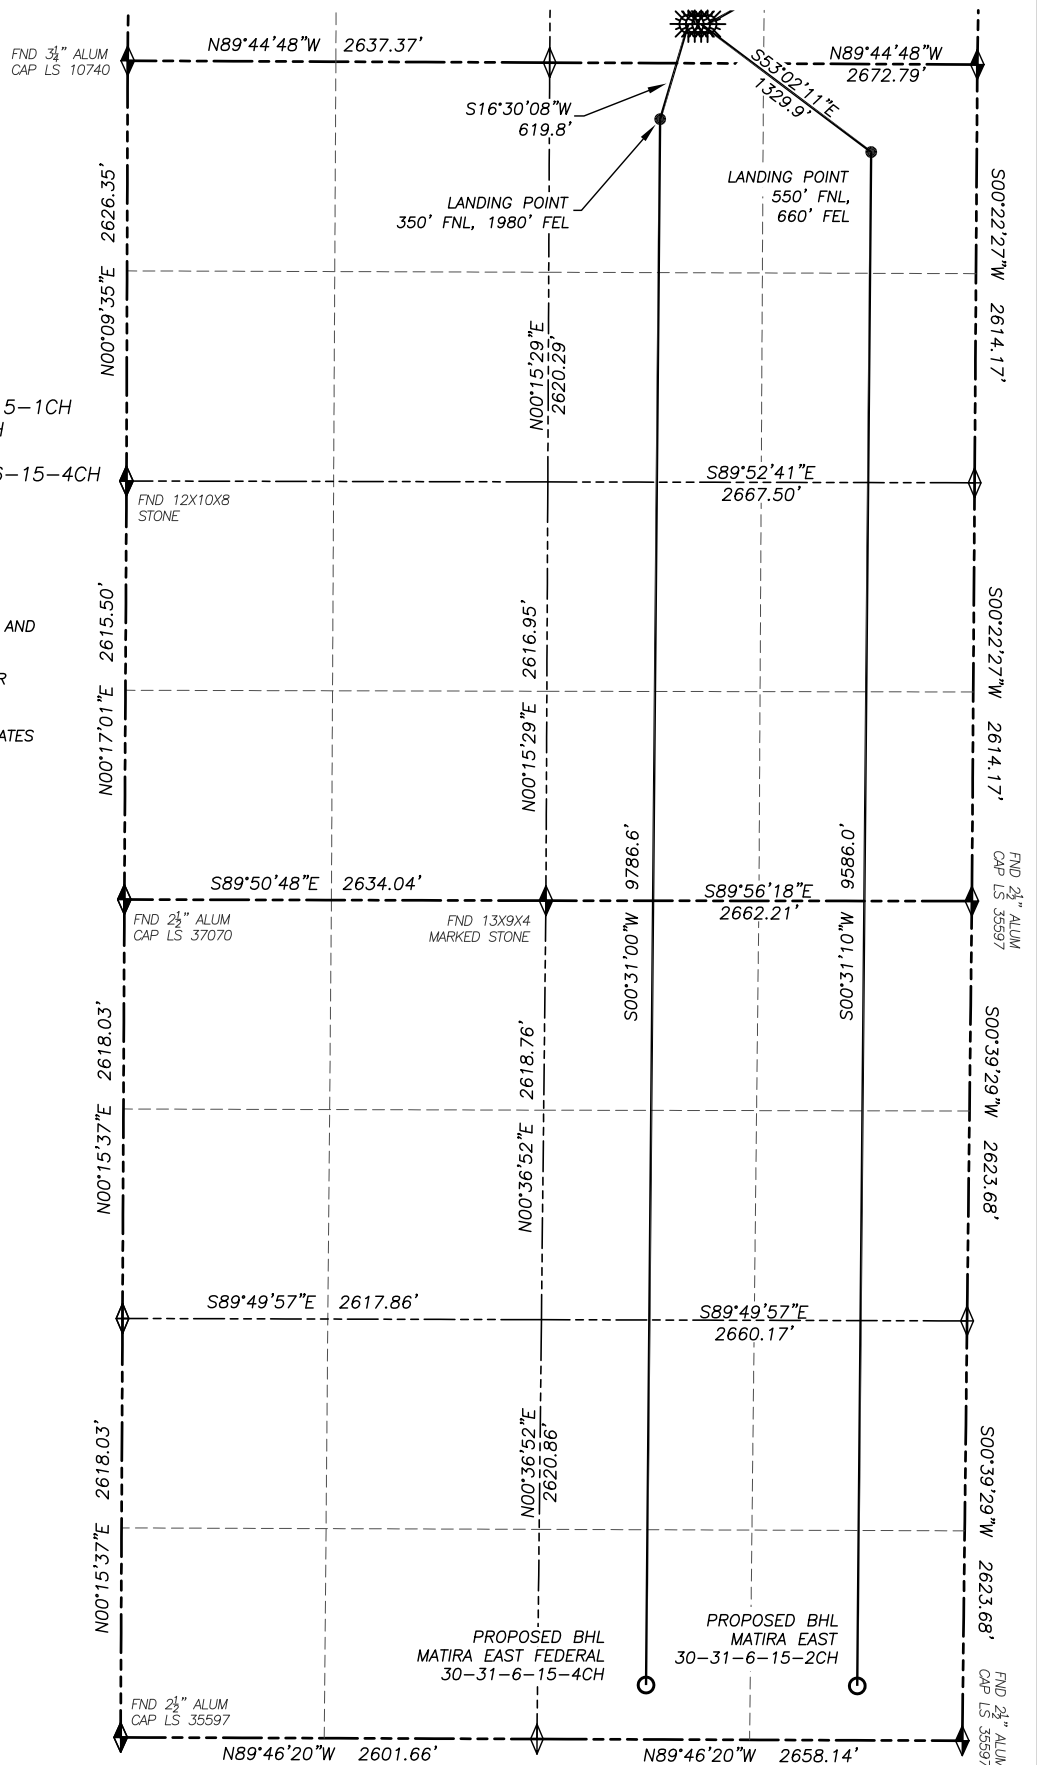 N89°44'48"W 2637.37'
FND 3¼" ALUM
CAP LS 10740
S53°02'11"E
1329.9'
N89°44'48"W
2672.79'
S16°30'08"W
619.8'
LANDING POINT
350' FNL, 1980' FEL
LANDING POINT
550' FNL,
660' FEL
N00°09'35"E 2626.35'
S00°22'27"W 2614.17'
N00°15'29"E
2620.29'
5-1CH
H
-15-4CH
FND 12X10X8
STONE
S89°52'41"E
2667.50'
AND
R
ATES
N00°17'01"E 2615.50'
N00°15'29"E 2616.95'
S00°22'27"W 2614.17'
S00°31'00"W 9786.6'
S00°31'10"W 9586.0'
S89°50'48"E 2634.04'
S89°56'18"E
2662.21'
FND 2½" ALUM
CAP LS 37070
FND 13X9X4
MARKED STONE
FND 2½" ALUM
CAP LS 35597
N00°15'37"E 2618.03'
N00°36'52"E 2618.76'
S00°39'29"W 2623.68'
S89°49'57"E 2617.86'
S89°49'57"E
2660.17'
N00°15'37"E 2618.03'
N00°36'52"E
2620.86'
S00°39'29"W 2623.68'
PROPOSED BHL
MATIRA EAST FEDERAL
30-31-6-15-4CH
PROPOSED BHL
MATIRA EAST
30-31-6-15-2CH
FND 2½" ALUM
CAP LS 35597
FND 2½" ALUM
CAP LS 35597
N89°46'20"W 2601.66'
N89°46'20"W 2658.14'